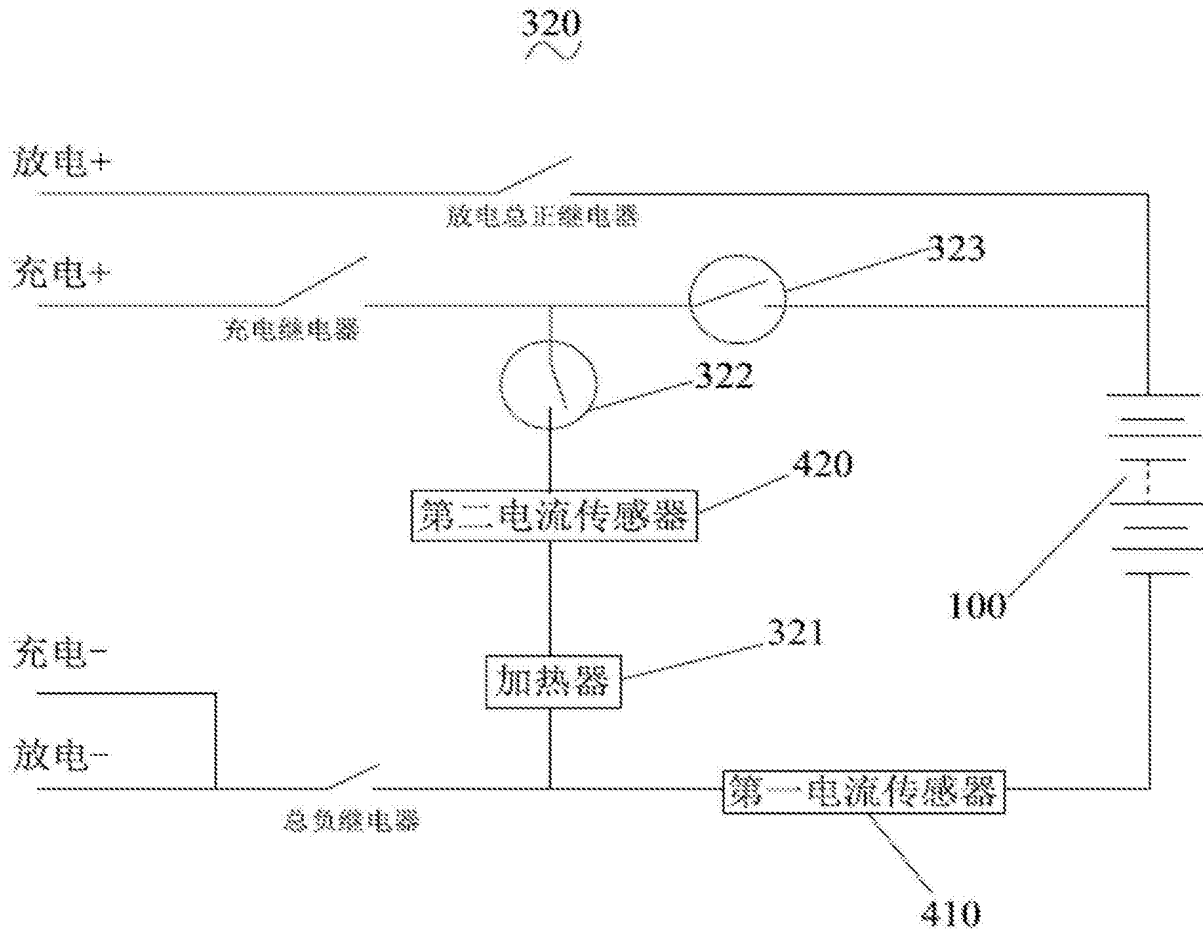 320
放电+
放电总正继电器
323
充电+
充电继电器
322
420
第二电流传感器
100
321
充电-
加热器
放电-
第一电流传感器
总负继电器
410